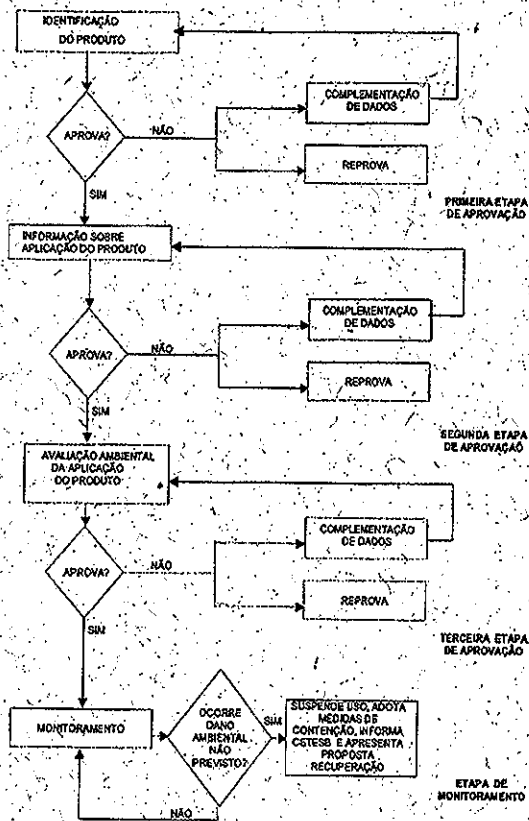 IDENTIFICAÇÃO
DO PRODUTO
COMPLEMENTAÇÃO
DE DADOS
APROVA?
NÃO
REPROVA
SIM
PRIMEIRA ETAPA
DE APROVAÇÃO
INFORMAÇÃO SOBRE
APLICAÇÃO DO PRODUTO
COMPLEMENTAÇÃO
DE DADOS
APROVA?
NÃO
REPROVA
SIM
SEGUNDA ETAPA
DE APROVAÇÃO
AVALIAÇÃO AMBIENTAL
DA APLICAÇÃO
DO PRODUTO
COMPLEMENTAÇÃO
DE DADOS
APROVA?
NÃO
REPROVA
SIM
TERCEIRA ETAPA
DE APROVAÇÃO
MONITORAMENTO
OCORRE
DANO
AMBIENTAL
NÃO
PREVISTO?
SIM
SUSPENDE USO, ADOTA
MEDIDAS DE
CONTENÇÃO, INFORMA
CETESB E APRESENTA
PROPOSTA
RECUPERAÇÃO
NÃO
ETAPA DE
MONITORAMENTO